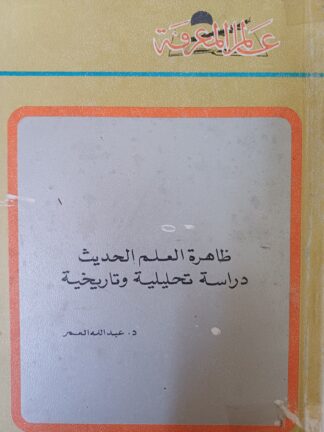 عالم المعرفة
ظاهرة العلم الحديث
دراسة تحليلية وتاريخية
د. عبدالله العمر